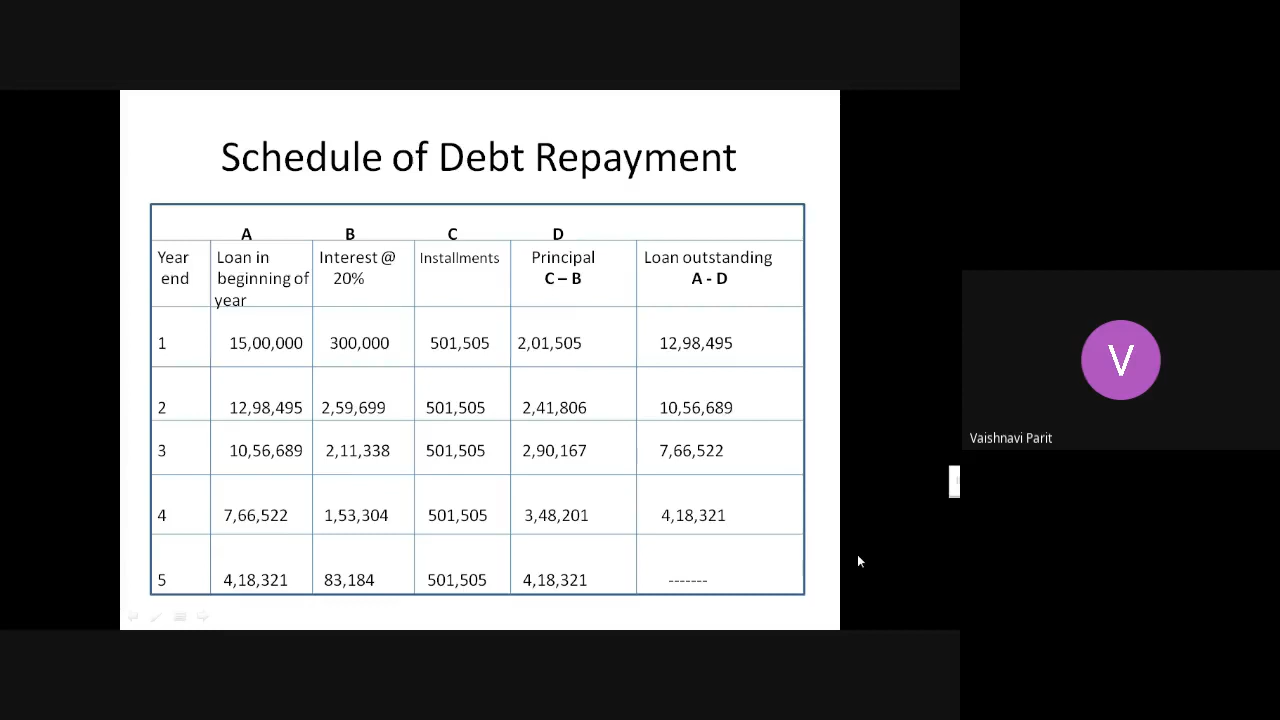 Schedule of Debt Repayment
A B C D
Year end Loan in beginning of year Interest @ 20% Installments Principal C – B Loan outstanding A - D
1 15,00,000 300,000 501,505 2,01,505 12,98,495
2 12,98,495 2,59,699 501,505 2,41,806 10,56,689
3 10,56,689 2,11,338 501,505 2,90,167 7,66,522
4 7,66,522 1,53,304 501,505 3,48,201 4,18,321
5 4,18,321 83,184 501,505 4,18,321 -------
V
Vaishnavi Parit